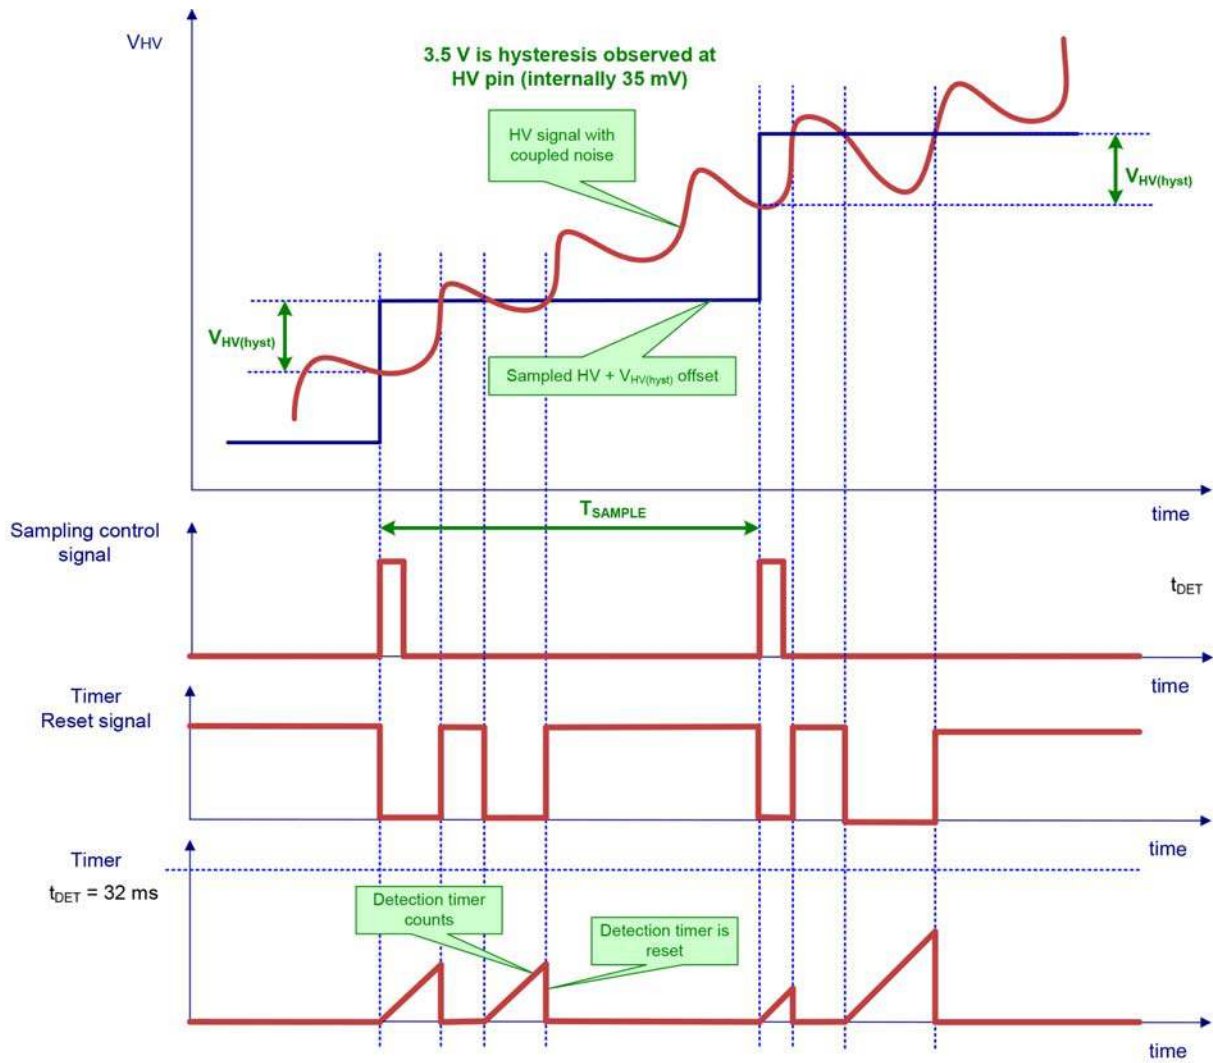 VHV
3.5 V is hysteresis observed at
HV pin (internally 35 mV)
HV signal with
coupled noise
VHV(hyst)
VHV(hyst)
Sampled HV + VHV(hyst) offset
time
TSAMPLE
Sampling control
signal
tDET
time
Timer
Reset signal
time
Timer
tDET = 32 ms
Detection timer
counts
Detection timer is
reset
time